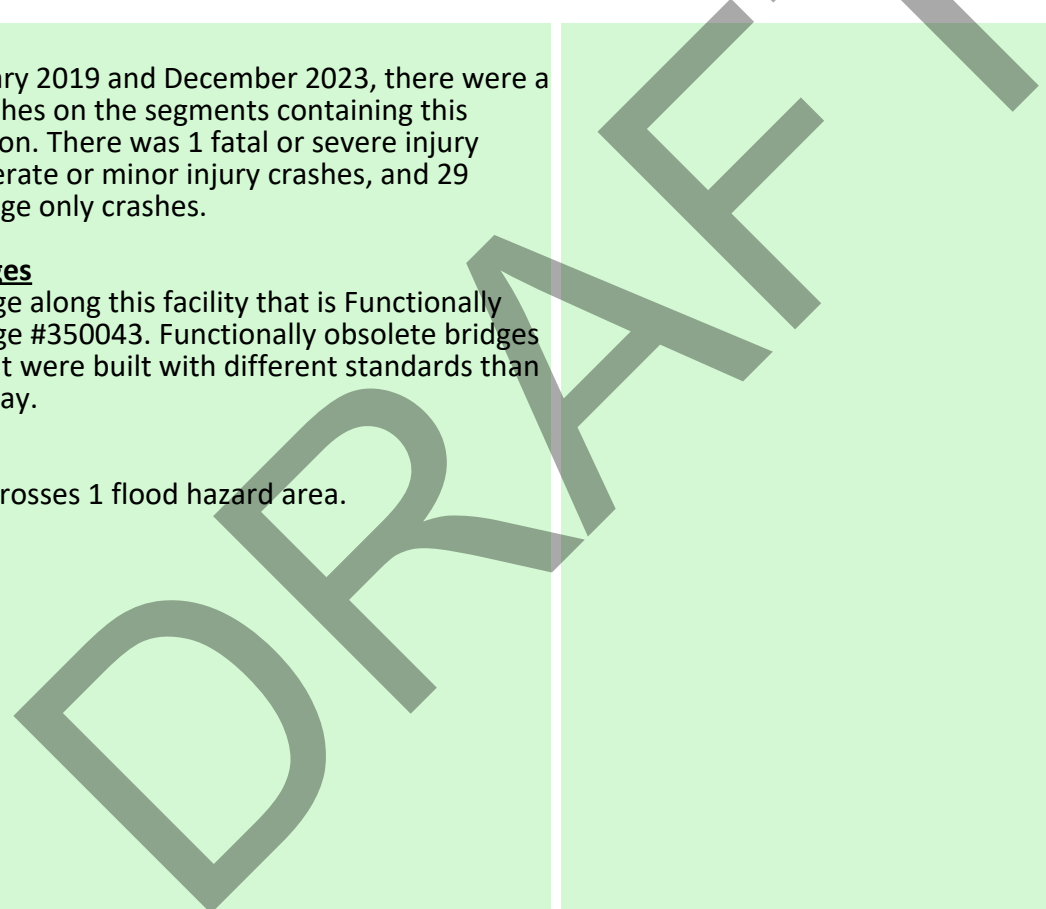 ary 2019 and December 2023, there were a
hes on the segments containing this
on. There was 1 fatal or severe injury
erate or minor injury crashes, and 29
ge only crashes.
ges
ge along this facility that is Functionally
ge #350043. Functionally obsolete bridges
t were built with different standards than
ay.
rosses 1 flood hazard area.
DRAFT